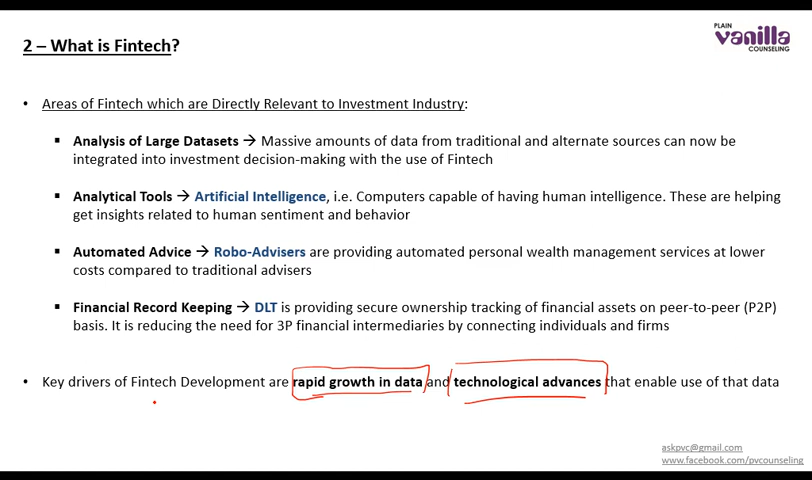 2 – What is Fintech?
PLAIN
vanilla
COUNSELING
• Areas of Fintech which are Directly Relevant to Investment Industry:
▪ Analysis of Large Datasets → Massive amounts of data from traditional and alternate sources can now be
integrated into investment decision-making with the use of Fintech
▪ Analytical Tools → Artificial Intelligence, i.e. Computers capable of having human intelligence. These are helping
get insights related to human sentiment and behavior
▪ Automated Advice → Robo-Advisers are providing automated personal wealth management services at lower
costs compared to traditional advisers
▪ Financial Record Keeping → DLT is providing secure ownership tracking of financial assets on peer-to-peer (P2P)
basis. It is reducing the need for 3P financial intermediaries by connecting individuals and firms
• Key drivers of Fintech Development are rapid growth in data and technological advances that enable use of that data
askpvc@gmail.com
www.facebook.com/pvcounseling